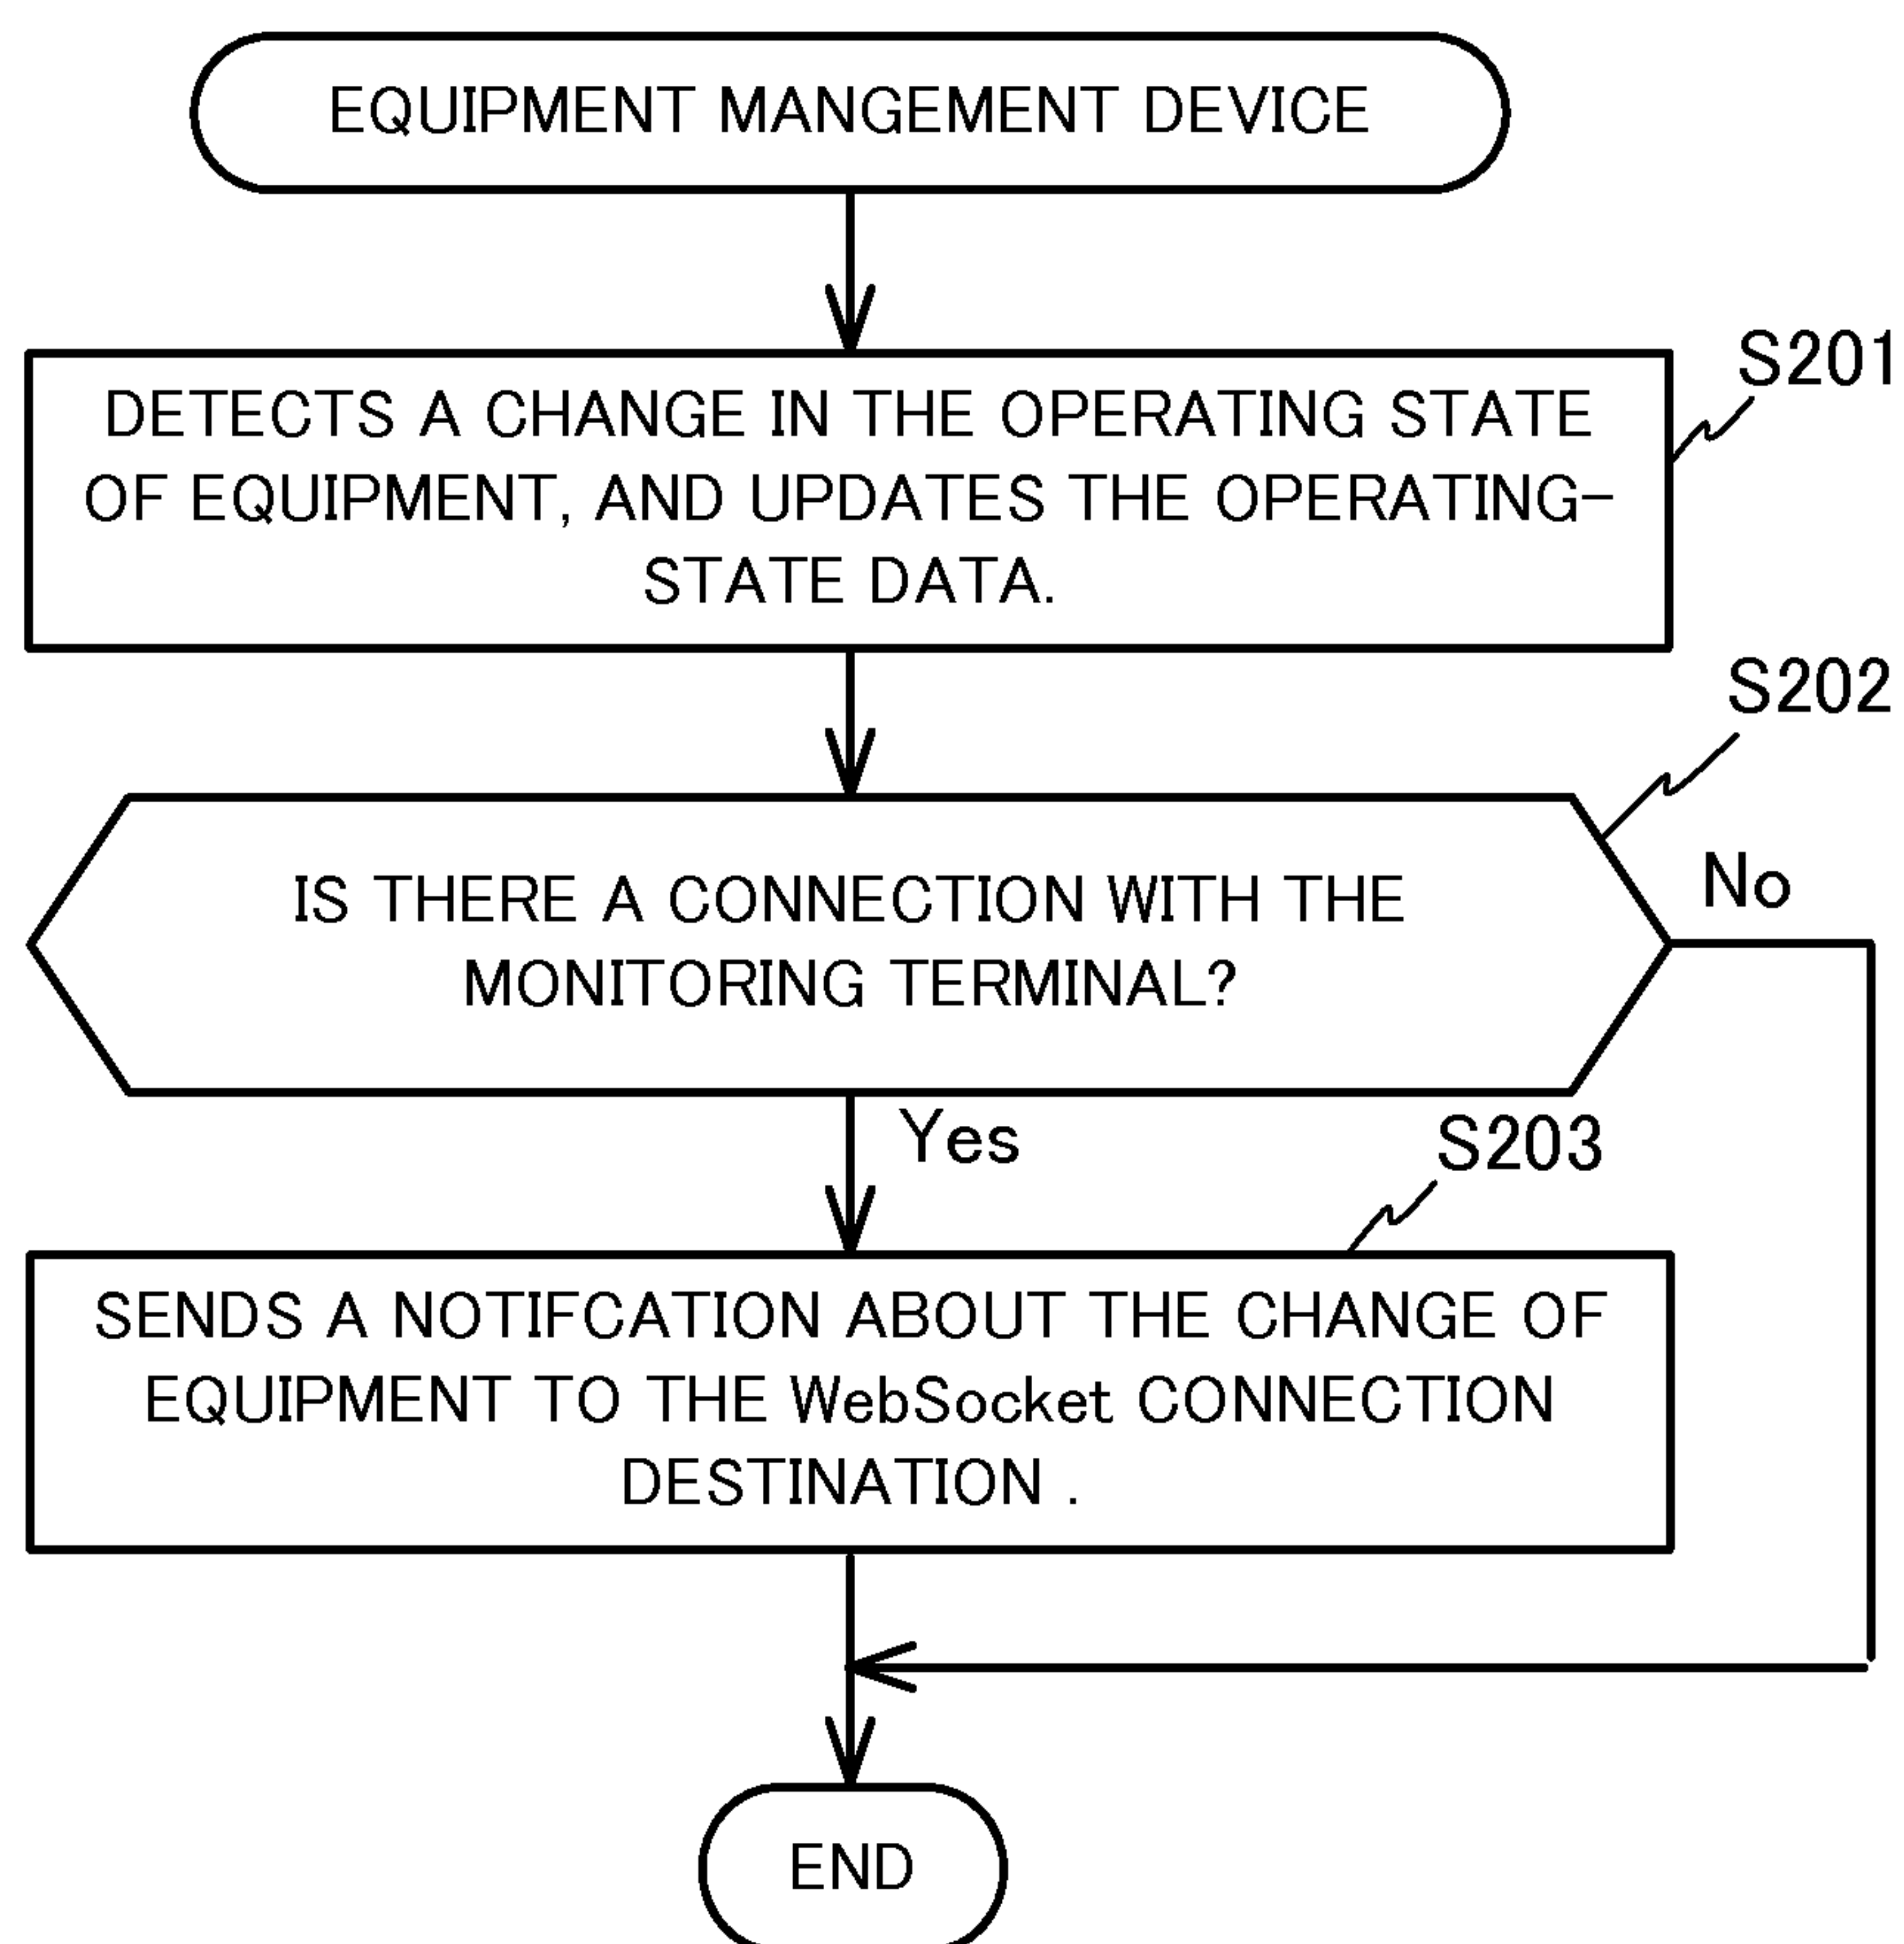 EQUIPMENT MANGEMENT DEVICE
S201
DETECTS A CHANGE IN THE OPERATING STATE
OF EQUIPMENT, AND UPDATES THE OPERATING-
STATE DATA.
S202
IS THERE A CONNECTION WITH THE
MONITORING TERMINAL?
No
Yes
S203
SENDS A NOTIFCATION ABOUT THE CHANGE OF
EQUIPMENT TO THE WebSocket CONNECTION
DESTINATION .
END